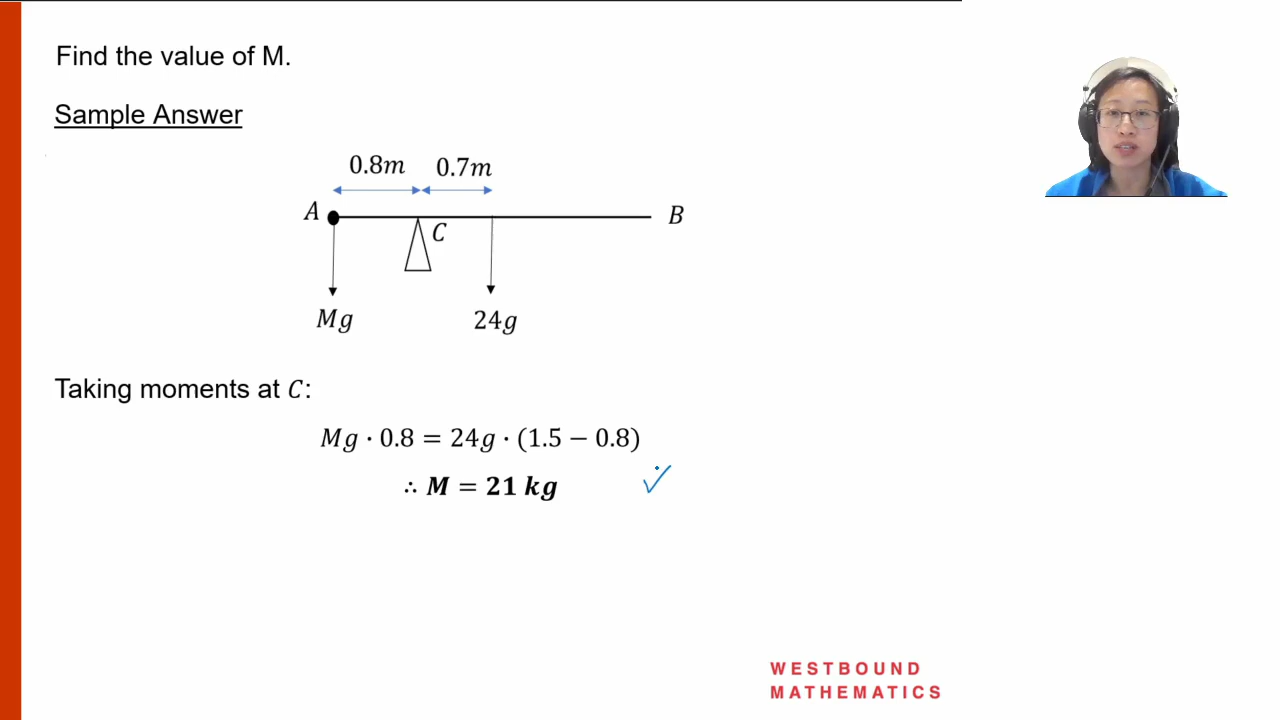 Find the value of M.
Sample Answer
0.8m 0.7m
A B
C
Mg 24g
Taking moments at C:
Mg · 0.8 = 24g · (1.5 − 0.8)
∴ M = 21 kg
WESTBOUND
MATHEMATICS